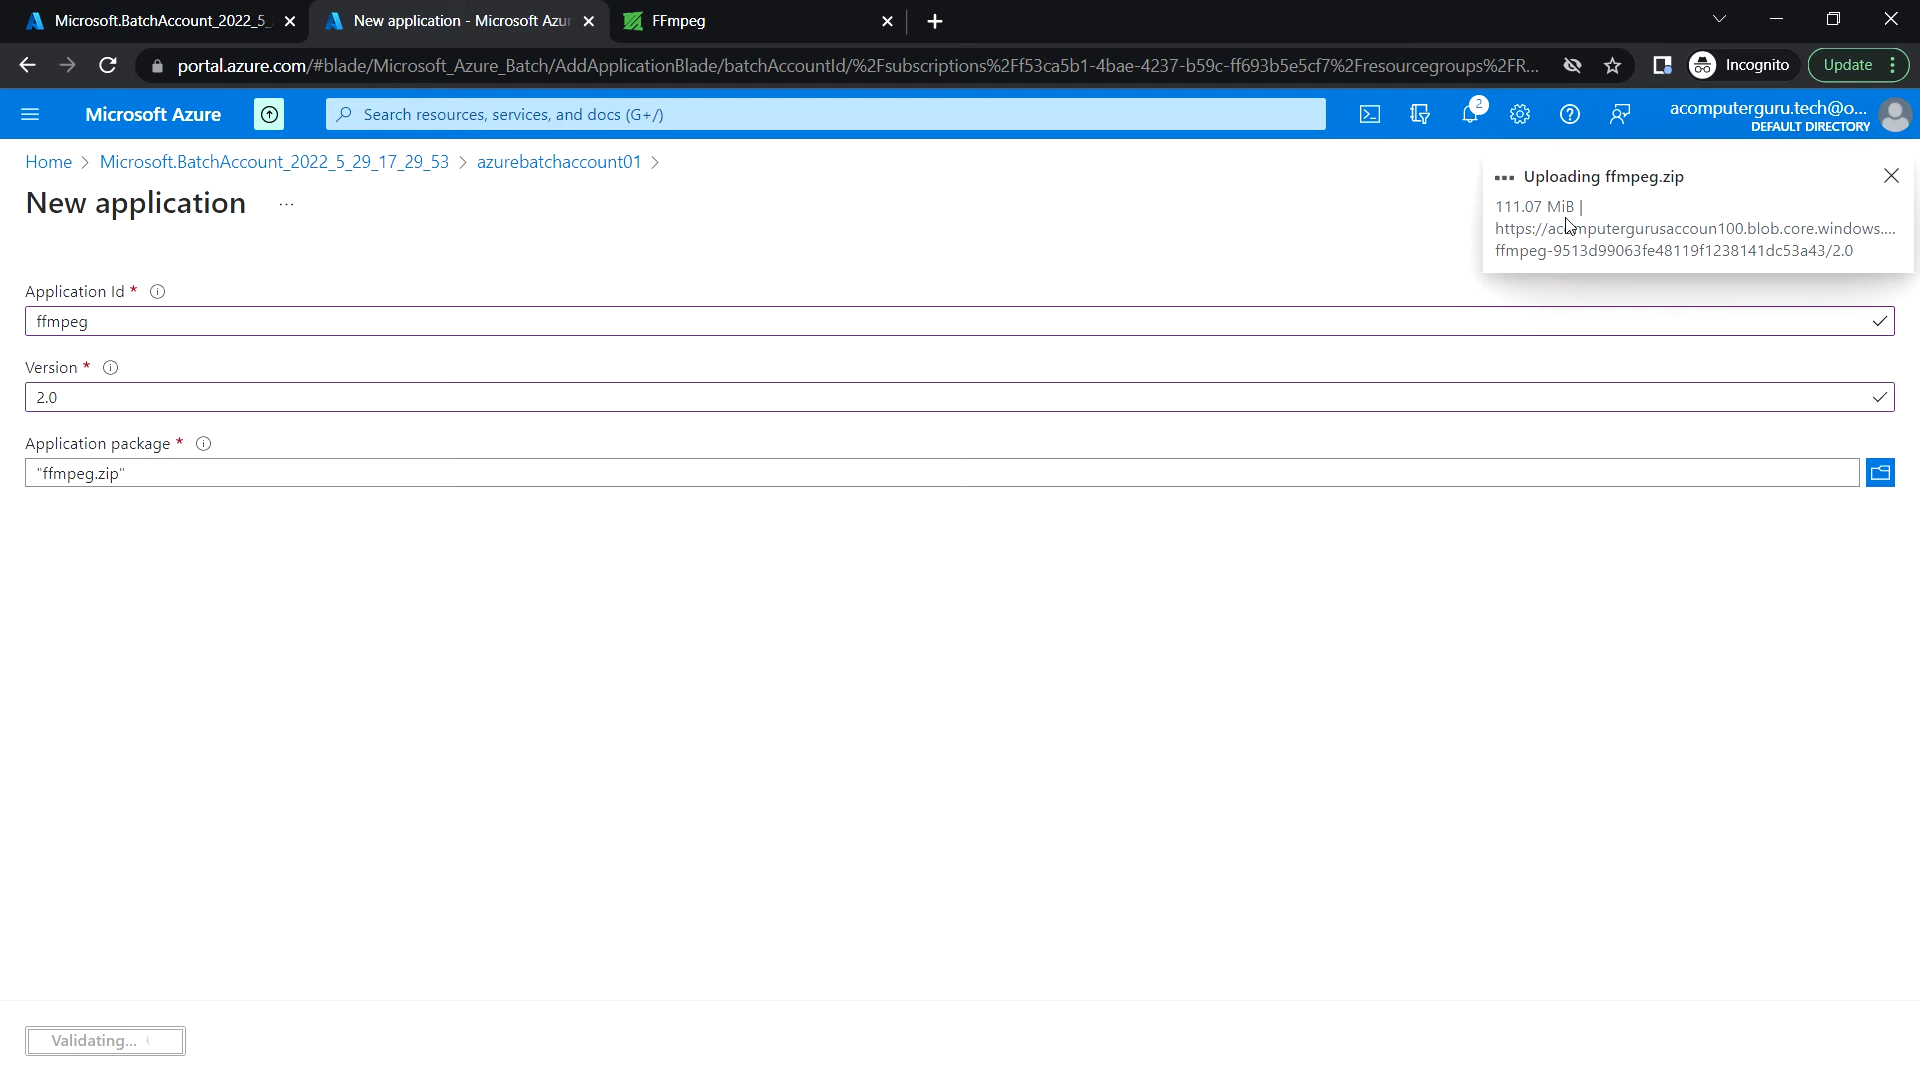 Microsoft.BatchAccount_2022_5_
New application - Microsoft Azur
FFmpeg
portal.azure.com/#blade/Microsoft_Azure_Batch/AddApplicationBlade/batchAccountId/%2Fsubscriptions%2Ff53ca5b1-4bae-4237-b59c-ff693b5e5cf7%2Fresourcegroups%2FR...
Incognito
Update
Microsoft Azure
Search resources, services, and docs (G+/)
2
acomputerguru.tech@o...
DEFAULT DIRECTORY
Home > Microsoft.BatchAccount_2022_5_29_17_29_53 > azurebatchaccount01 >
New application ...
Uploading ffmpeg.zip
111.07 MiB |
https://acomputergurusaccoun100.blob.core.windows....
ffmpeg-9513d99063fe48119f1238141dc53a43/2.0
Application Id *
ffmpeg
Version *
2.0
Application package *
"ffmpeg.zip"
Validating...